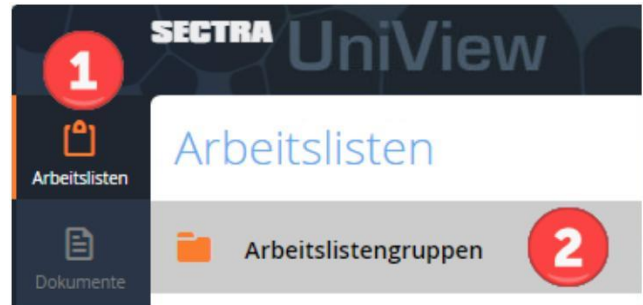 SECTRA UniView
1
Arbeitslisten
Arbeitslisten
Arbeitslistengruppen 2
Dokumente